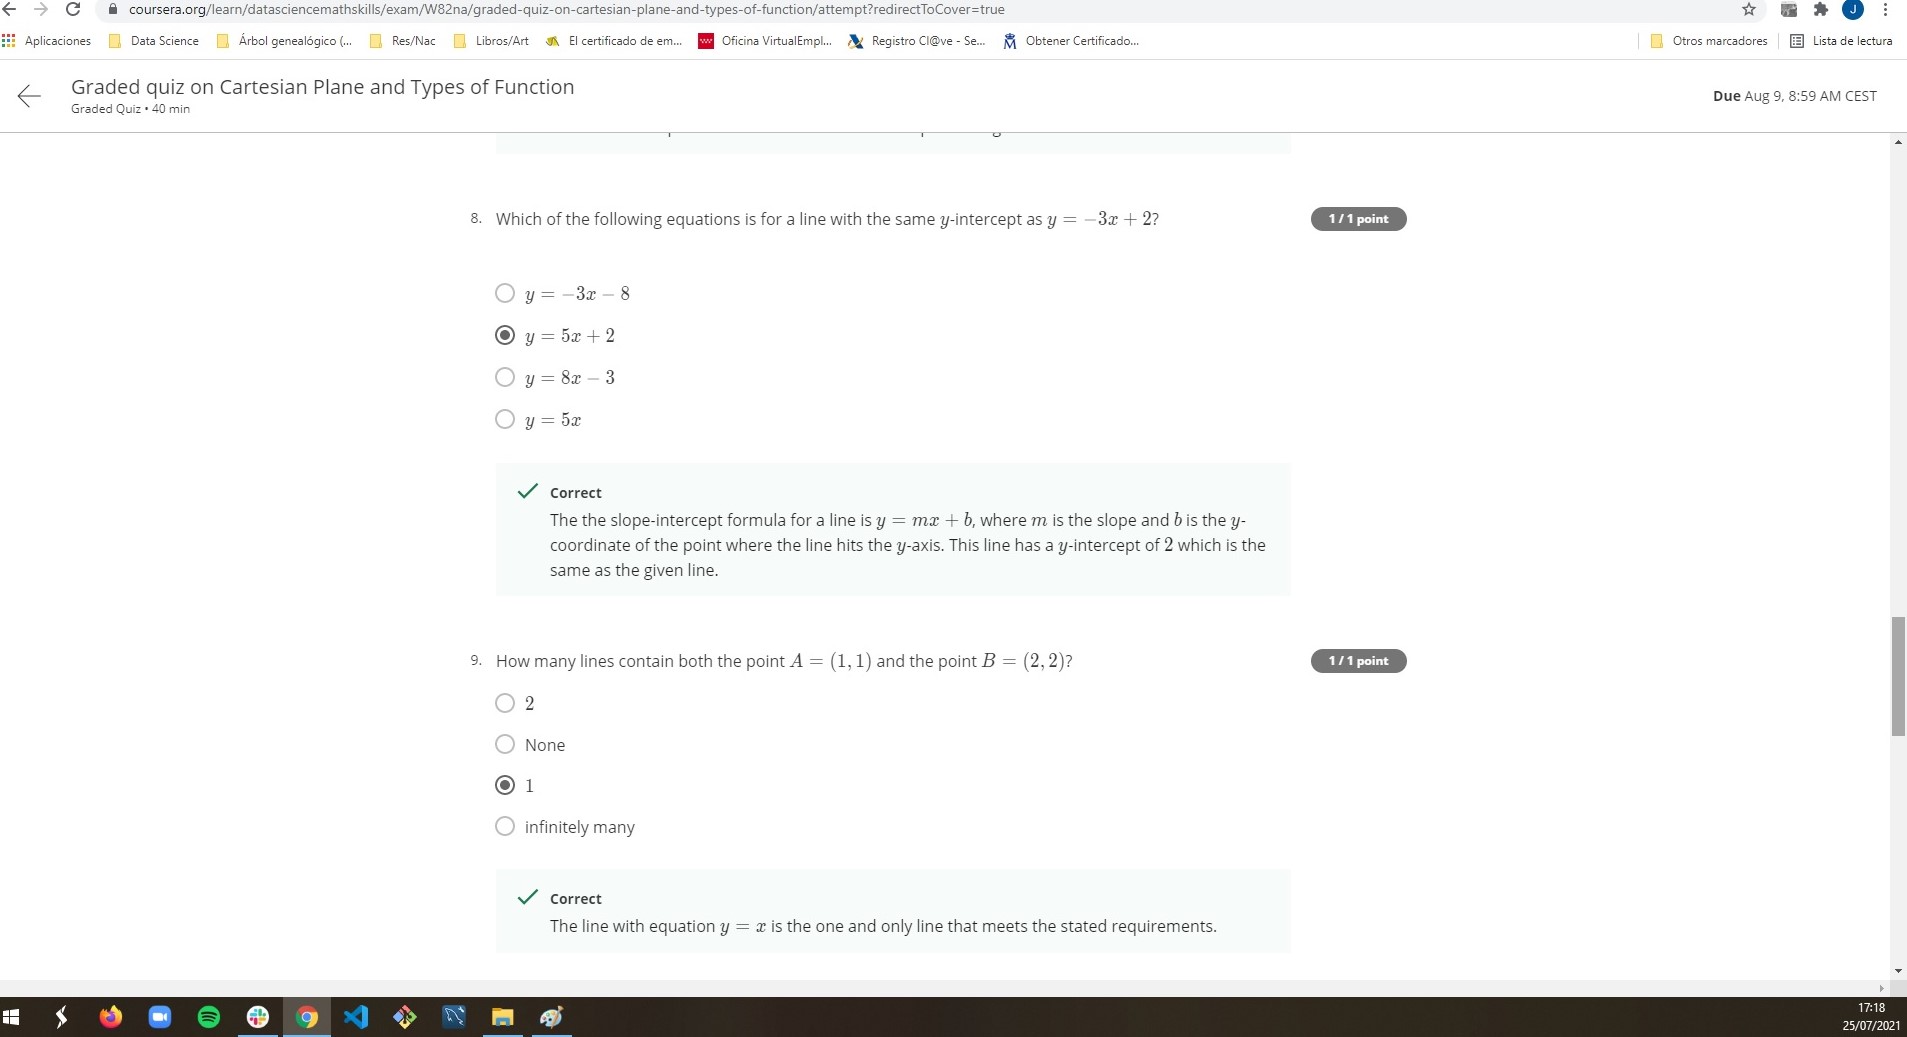 coursera.org/learn/datasciencemathskills/exam/W82na/graded-quiz-on-cartesian-plane-and-types-of-function/attempt?redirectToCover=true
J
Aplicaciones Data Science Árbol genealógico (... Res/Nac Libros/Art El certificado de em... Oficina VirtualEmpl... Registro Cl@ve - Se... Obtener Certificado... Otros marcadores Lista de lectura
Graded quiz on Cartesian Plane and Types of Function
Graded Quiz • 40 min
Due Aug 9, 8:59 AM CEST
8. Which of the following equations is for a line with the same y-intercept as y = −3x + 2?
1 / 1 point
y = −3x − 8
y = 5x + 2
y = 8x − 3
y = 5x
Correct
The the slope-intercept formula for a line is y = mx + b, where m is the slope and b is the y-
coordinate of the point where the line hits the y-axis. This line has a y-intercept of 2 which is the
same as the given line.
9. How many lines contain both the point A = (1, 1) and the point B = (2, 2)?
1 / 1 point
2
None
1
infinitely many
Correct
The line with equation y = x is the one and only line that meets the stated requirements.
17:18
25/07/2021